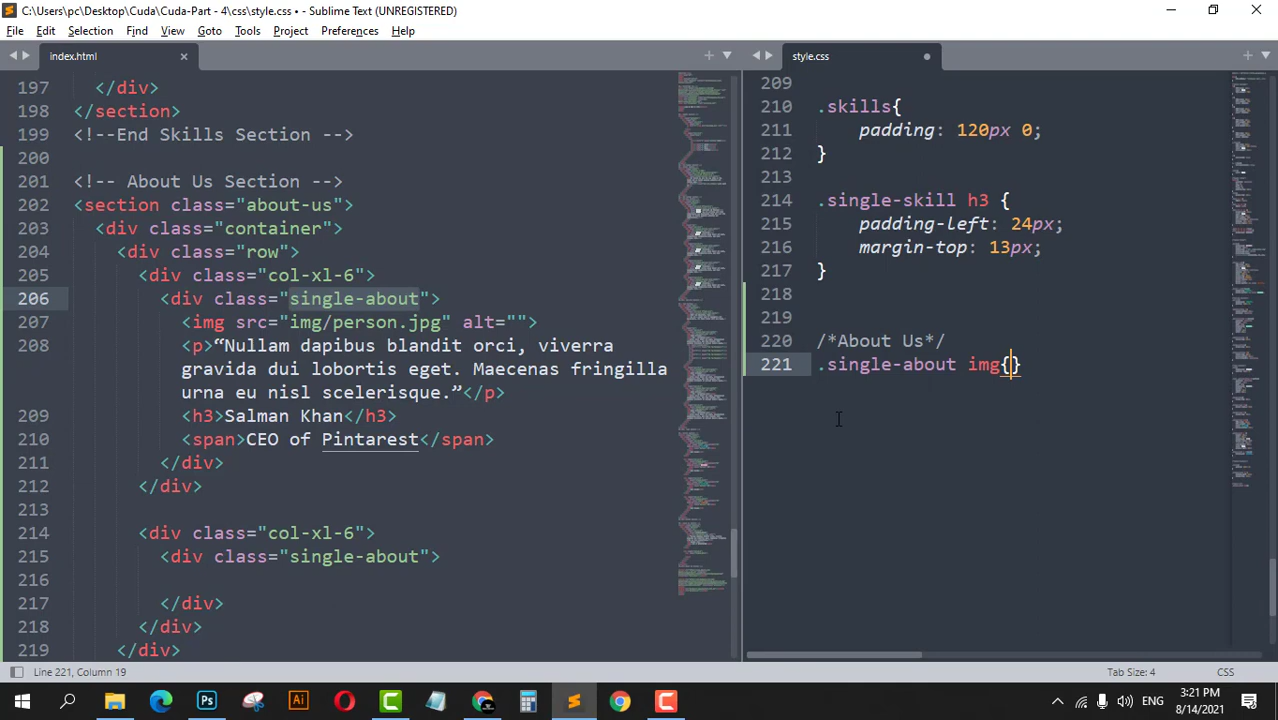 C:\Users\pc\Desktop\Cuda\Cuda-Part - 4\css\style.css • - Sublime Text (UNREGISTERED)
File Edit Selection Find View Goto Tools Project Preferences Help
index.html
197 </div>
198 </section>
199 <!--End Skills Section -->
200
201 <!-- About Us Section -->
202 <section class="about-us">
203 <div class="container">
204 <div class="row">
205 <div class="col-xl-6">
206 <div class="single-about">
207 <img src="img/person.jpg" alt="">
208 <p>“Nullam dapibus blandit orci, viverra
gravida dui lobortis eget. Maecenas fringilla
urna eu nisl scelerisque.”</p>
209 <h3>Salman Khan</h3>
210 <span>CEO of Pintarest</span>
211 </div>
212 </div>
213
214 <div class="col-xl-6">
215 <div class="single-about">
216
217 </div>
218 </div>
219 </div>
style.css
209
210 .skills{
211 padding: 120px 0;
212 }
213
214 .single-skill h3 {
215 padding-left: 24px;
216 margin-top: 13px;
217 }
218
219
220 /*About Us*/
221 .single-about img{}
Line 221, Column 19
Tab Size: 4 CSS
Ps Ai ENG 3:21 PM
8/14/2021